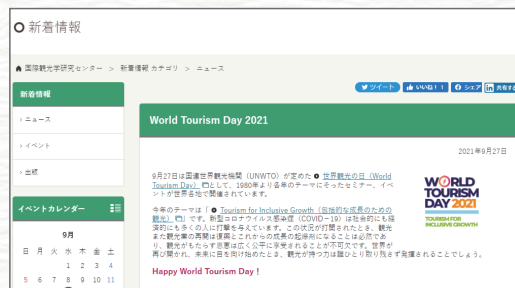 新着情報
国際観光学研究センター > 新着情報 カテゴリ > ニュース
新着情報
ツイート いいね！ 1 シェア 共有する
› ニュース
› イベント
› 出版
World Tourism Day 2021
2021年9月27日
9月27日は国連世界観光機関（UNWTO）が定めた 世界観光の日（World
Tourism Day）として、1980年より各年のテーマにそったセミナー、イベ
ントが世界各地で開催されています。
今年のテーマは「 Tourism for Inclusive Growth（包括的な成長のための
観光）」です。新型コロナウイルス感染症（COVID－19）は社会的にも経
済的にも多くの人に打撃を与えています。この状況が打開されたとき、観光
また観光業の再開は復興とこれからの成長の起爆剤になることは必然であ
り、観光がもたらす恩恵は広く公平に享受されることが不可欠です。世界が
再び開かれ、未来に目を向け始めたとき、観光が持つ力は誰ひとり取り残さず発揮されることでしょう。
Happy World Tourism Day！
WORLD
TOURISM
DAY 2021
TOURISM FOR
INCLUSIVE GROWTH
イベントカレンダー
9月
日 月 火 水 木 金 土
1 2 3 4
5 6 7 8 9 10 11